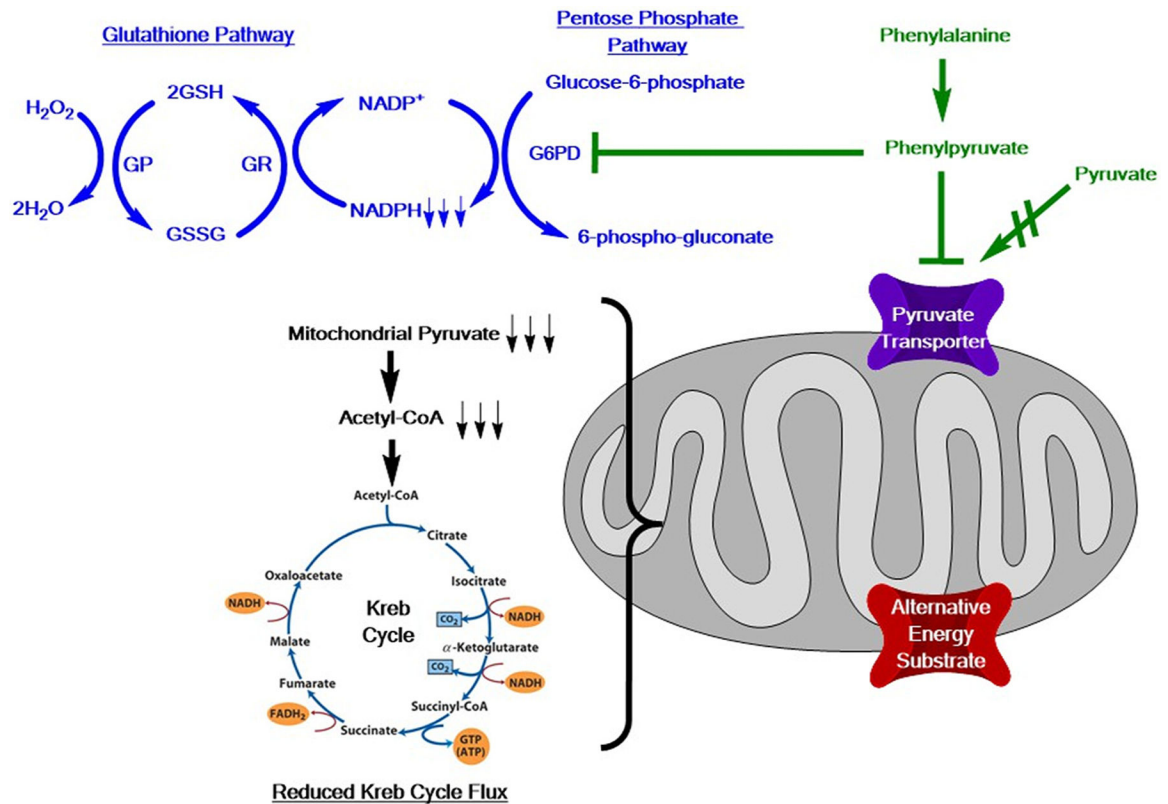 Glutathione Pathway
Pentose Phosphate
Pathway
H₂O₂
2GSH
GP
GR
2H₂O
GSSG
NADP⁺
NADPH
Glucose-6-phosphate
G6PD
6-phospho-gluconate
Phenylalanine
Phenylpyruvate
Pyruvate
Pyruvate
Transporter
Mitochondrial Pyruvate
Acetyl-CoA
Acetyl-CoA
Citrate
Isocitrate
CO₂
NADH
α-Ketoglutarate
CO₂
NADH
Succinyl-CoA
GTP
(ATP)
Succinate
FADH₂
Fumarate
Malate
NADH
Oxaloacetate
Kreb
Cycle
Reduced Kreb Cycle Flux
Alternative
Energy
Substrate